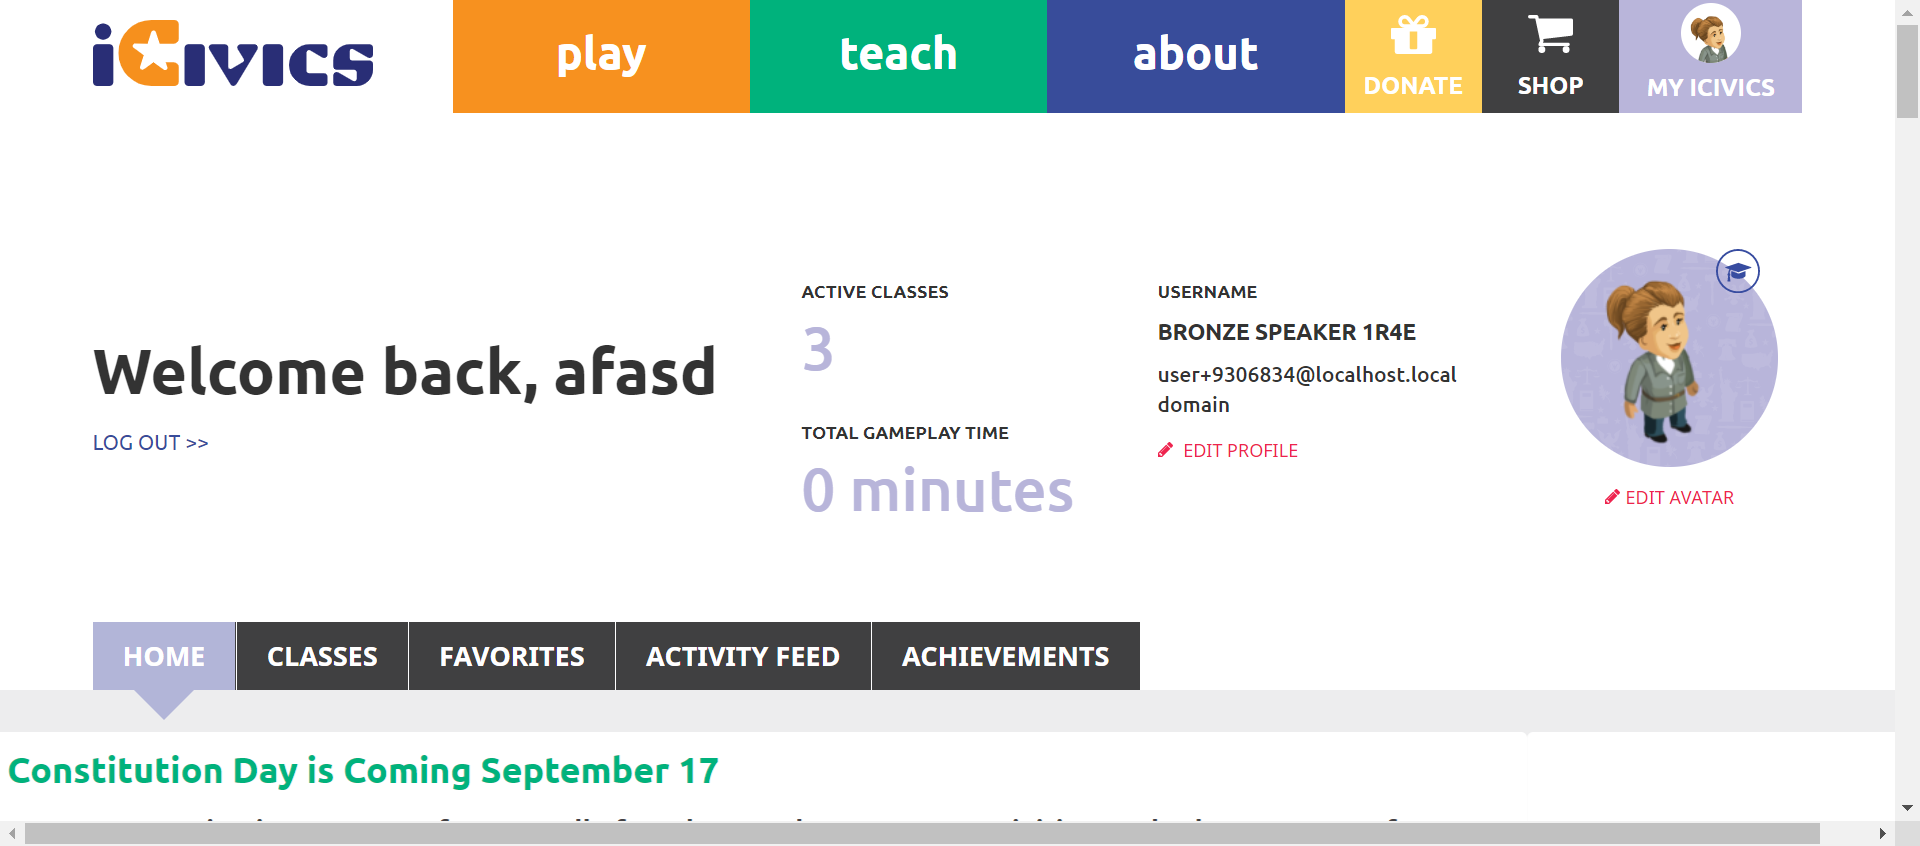 iCivics
play
teach
about
DONATE
SHOP
MY ICIVICS
Welcome back, afasd
LOG OUT >>
ACTIVE CLASSES
3
TOTAL GAMEPLAY TIME
0 minutes
USERNAME
BRONZE SPEAKER 1R4E
user+9306834@localhost.local
domain
EDIT PROFILE
EDIT AVATAR
HOME
CLASSES
FAVORITES
ACTIVITY FEED
ACHIEVEMENTS
Constitution Day is Coming September 17